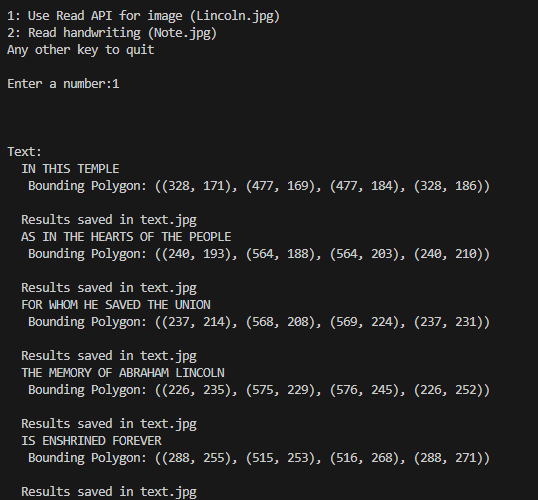 1: Use Read API for image (Lincoln.jpg)
2: Read handwriting (Note.jpg)
Any other key to quit
Enter a number:1
Text:
IN THIS TEMPLE
Bounding Polygon: ((328, 171), (477, 169), (477, 184), (328, 186))
Results saved in text.jpg
AS IN THE HEARTS OF THE PEOPLE
Bounding Polygon: ((240, 193), (564, 188), (564, 203), (240, 210))
Results saved in text.jpg
FOR WHOM HE SAVED THE UNION
Bounding Polygon: ((237, 214), (568, 208), (569, 224), (237, 231))
Results saved in text.jpg
THE MEMORY OF ABRAHAM LINCOLN
Bounding Polygon: ((226, 235), (575, 229), (576, 245), (226, 252))
Results saved in text.jpg
IS ENSHRINED FOREVER
Bounding Polygon: ((288, 255), (515, 253), (516, 268), (288, 271))
Results saved in text.jpg